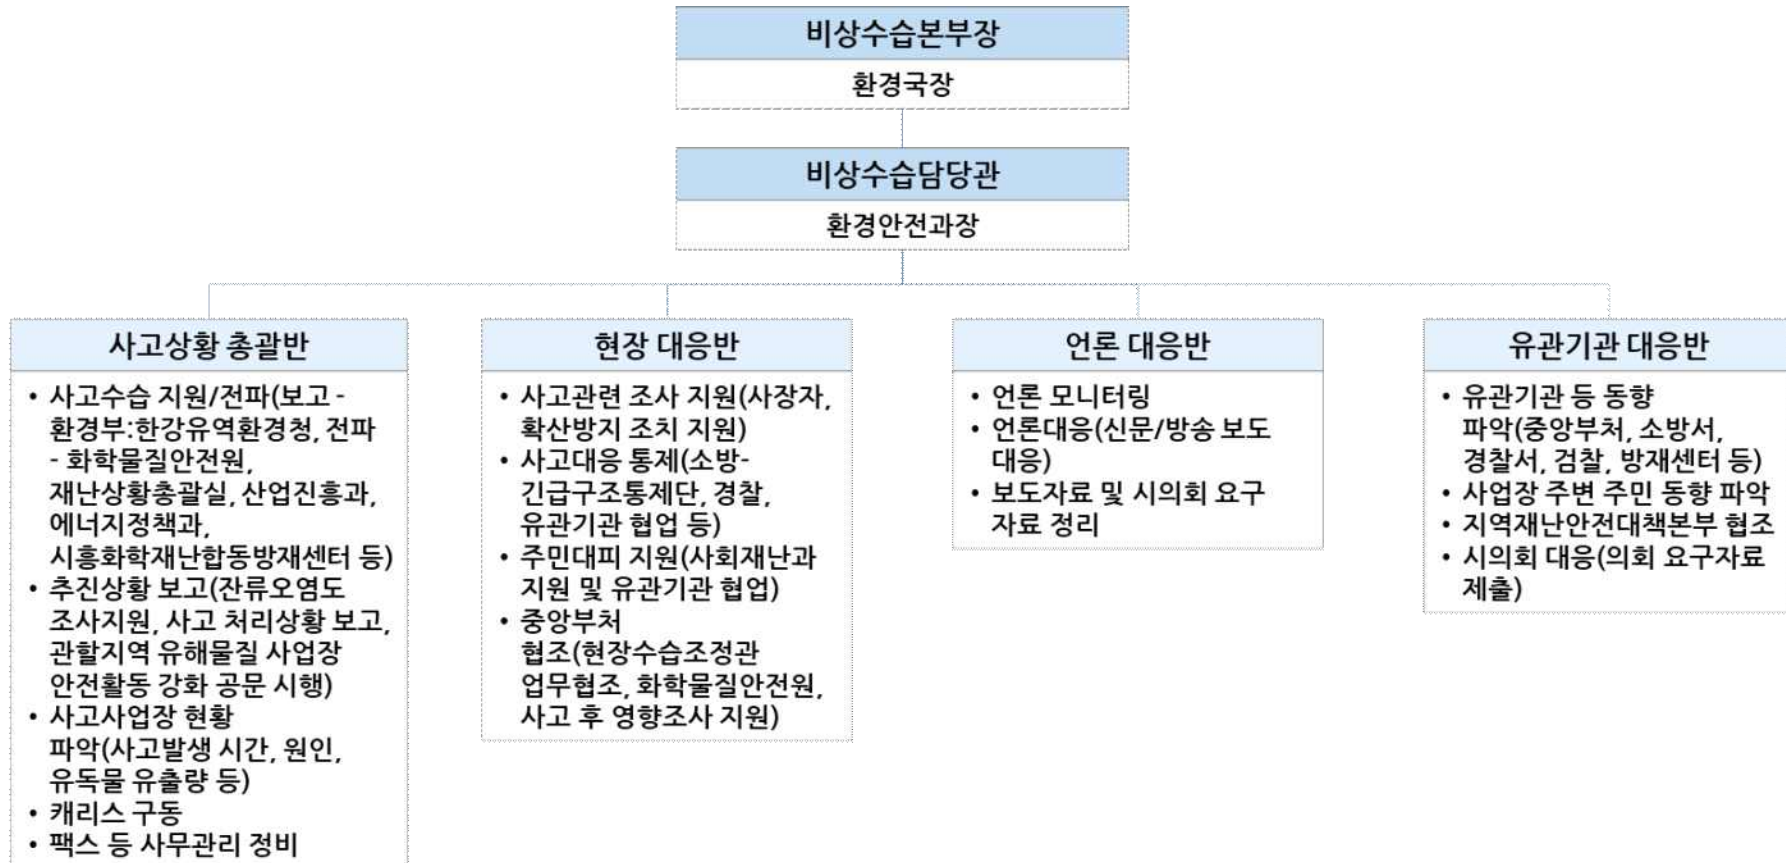 비상수습본부장
환경국장
비상수습담당관
환경안전과장
사고상황 총괄반
• 사고수습 지원/전파(보고 -
환경부:한강유역환경청, 전파
- 화학물질안전원,
재난상황총괄실, 산업진흥과,
에너지정책과,
시흥화학재난합동방재센터 등)
• 추진상황 보고(잔류오염도
조사지원, 사고 처리상황 보고,
관할지역 유해물질 사업장
안전활동 강화 공문 시행)
• 사고사업장 현황
파악(사고발생 시간, 원인,
유독물 유출량 등)
• 캐리스 구동
• 팩스 등 사무관리 정비
현장 대응반
• 사고관련 조사 지원(사장자,
확산방지 조치 지원)
• 사고대응 통제(소방-
긴급구조통제단, 경찰,
유관기관 협업 등)
• 주민대피 지원(사회재난과
지원 및 유관기관 협업)
• 중앙부처
협조(현장수습조정관
업무협조, 화학물질안전원,
사고 후 영향조사 지원)
언론 대응반
• 언론 모니터링
• 언론대응(신문/방송 보도
대응)
• 보도자료 및 시의회 요구
자료 정리
유관기관 대응반
• 유관기관 등 동향
파악(중앙부처, 소방서,
경찰서, 검찰, 방재센터 등)
• 사업장 주변 주민 동향 파악
• 지역재난안전대책본부 협조
• 시의회 대응(의회 요구자료
제출)